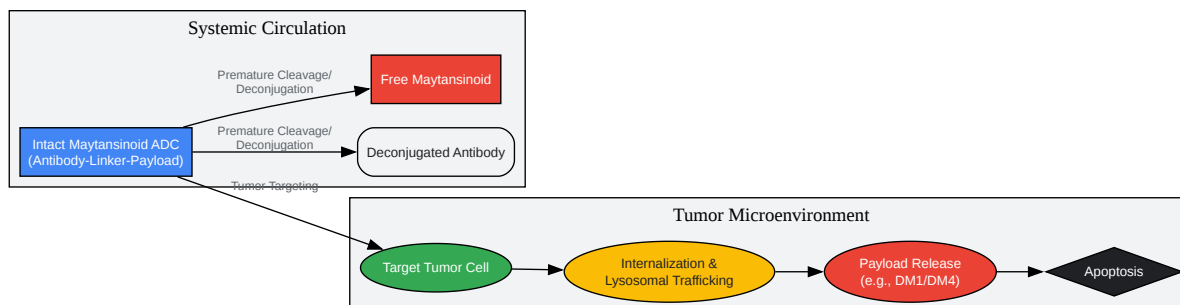 Systemic Circulation
Premature Cleavage/
Deconjugation
Free Maytansinoid
Intact Maytansinoid ADC
(Antibody-Linker-Payload)
Premature Cleavage/
Deconjugation
Deconjugated Antibody
Tumor Targeting
Tumor Microenvironment
Target Tumor Cell
Internalization &
Lysosomal Trafficking
Payload Release
(e.g., DM1/DM4)
Apoptosis